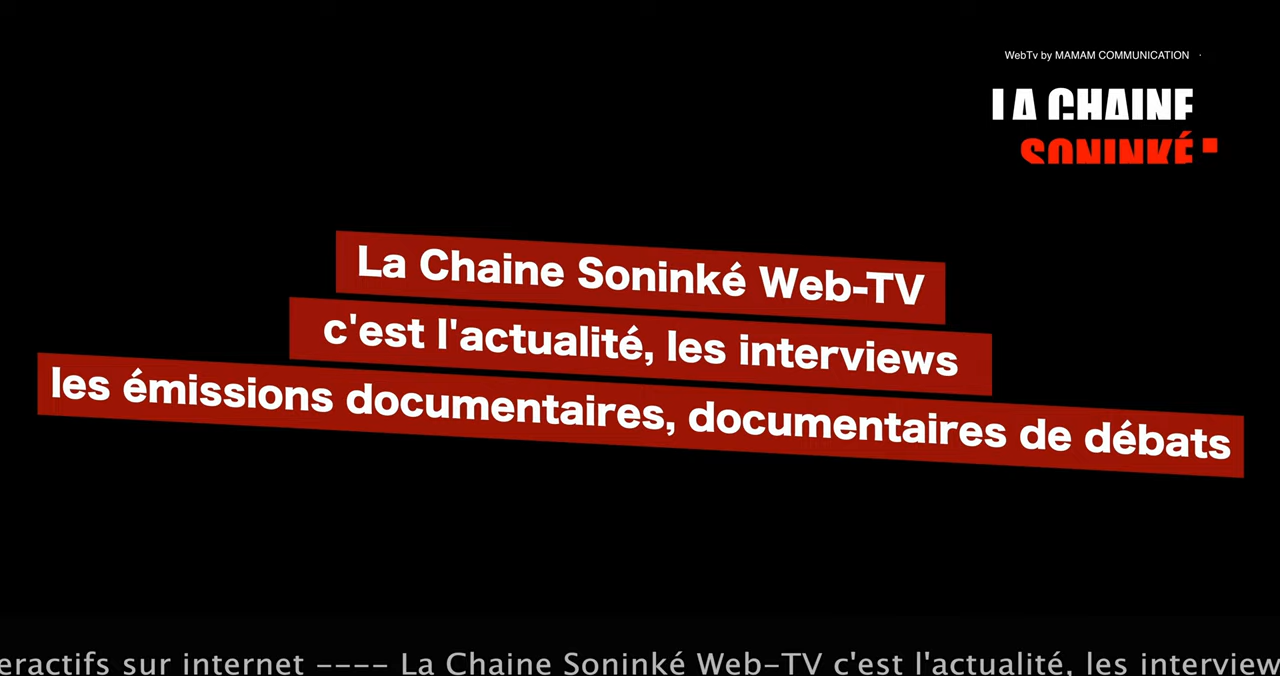 WebTv by MAMAM COMMUNICATION
LA CHAINE
SONINKÉ
La Chaine Soninké Web-TV
c'est l'actualité, les interviews
les émissions documentaires, documentaires de débats
eractifs sur internet ---- La Chaine Soninké Web-TV c'est l'actualité, les interview